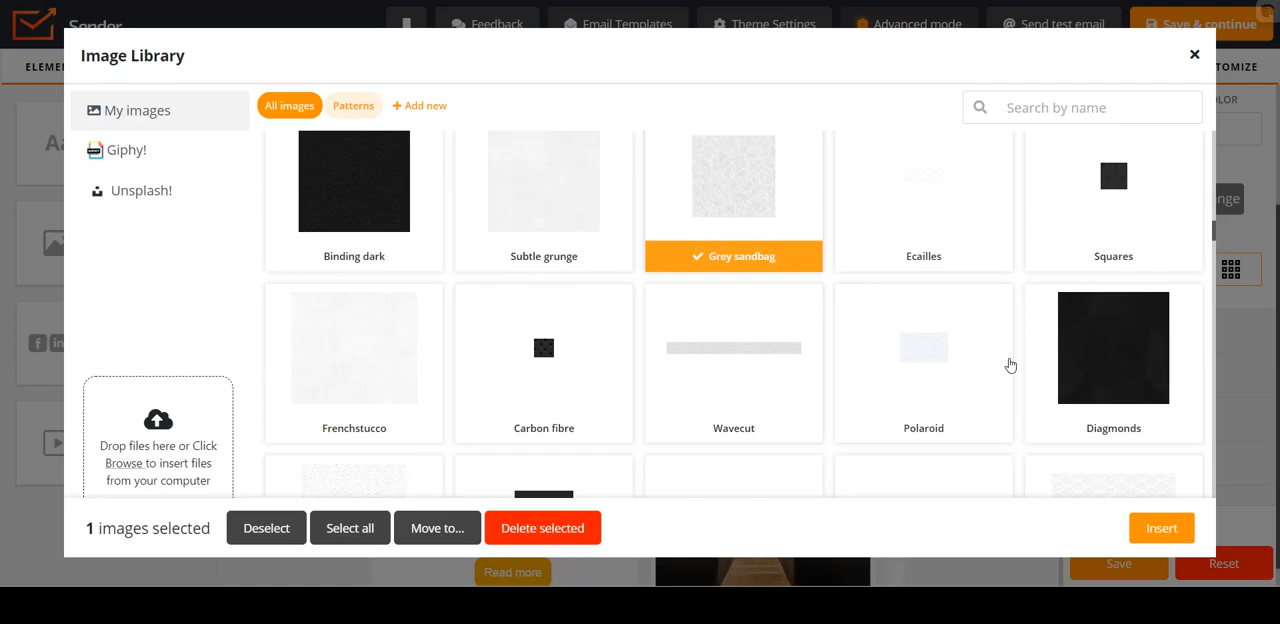 Sender
Feedback
Email Templates
Theme Settings
Advanced mode
@ Send test email
Save & continue
Image Library
My images
All images
Patterns
+ Add new
Search by name
Giphy!
Unsplash!
Binding dark
Subtle grunge
Grey sandbag
Ecailles
Squares
Frenchstucco
Carbon fibre
Wavecut
Polaroid
Diagmonds
Drop files here or Click
Browse to insert files
from your computer
1 images selected
Deselect
Select all
Move to...
Delete selected
Insert
Read more
Save
Reset